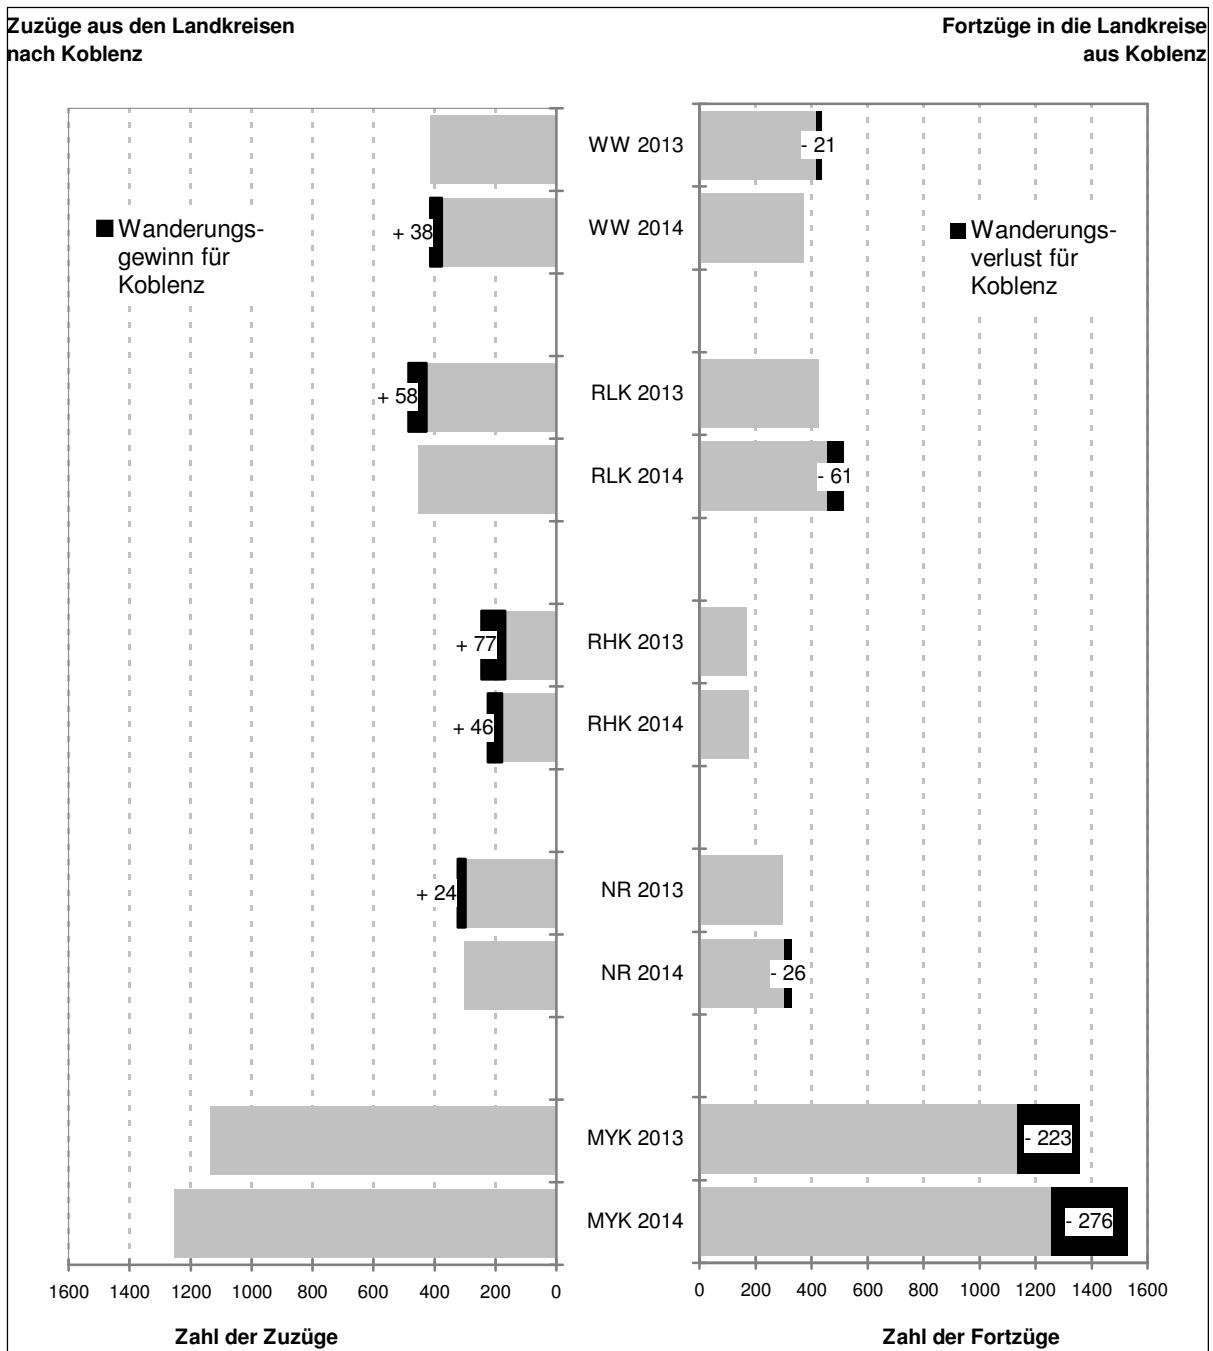 Zuzüge aus den Landkreisen
nach Koblenz
Fortzüge in die Landkreise
aus Koblenz
Wanderungs-
gewinn für
Koblenz
Wanderungs-
verlust für
Koblenz
WW 2013
- 21
+ 38
WW 2014
+ 58
RLK 2013
RLK 2014
- 61
+ 77
RHK 2013
+ 46
RHK 2014
+ 24
NR 2013
NR 2014
- 26
MYK 2013
- 223
MYK 2014
- 276
1600 1400 1200 1000 800 600 400 200 0
0 200 400 600 800 1000 1200 1400 1600
Zahl der Zuzüge
Zahl der Fortzüge